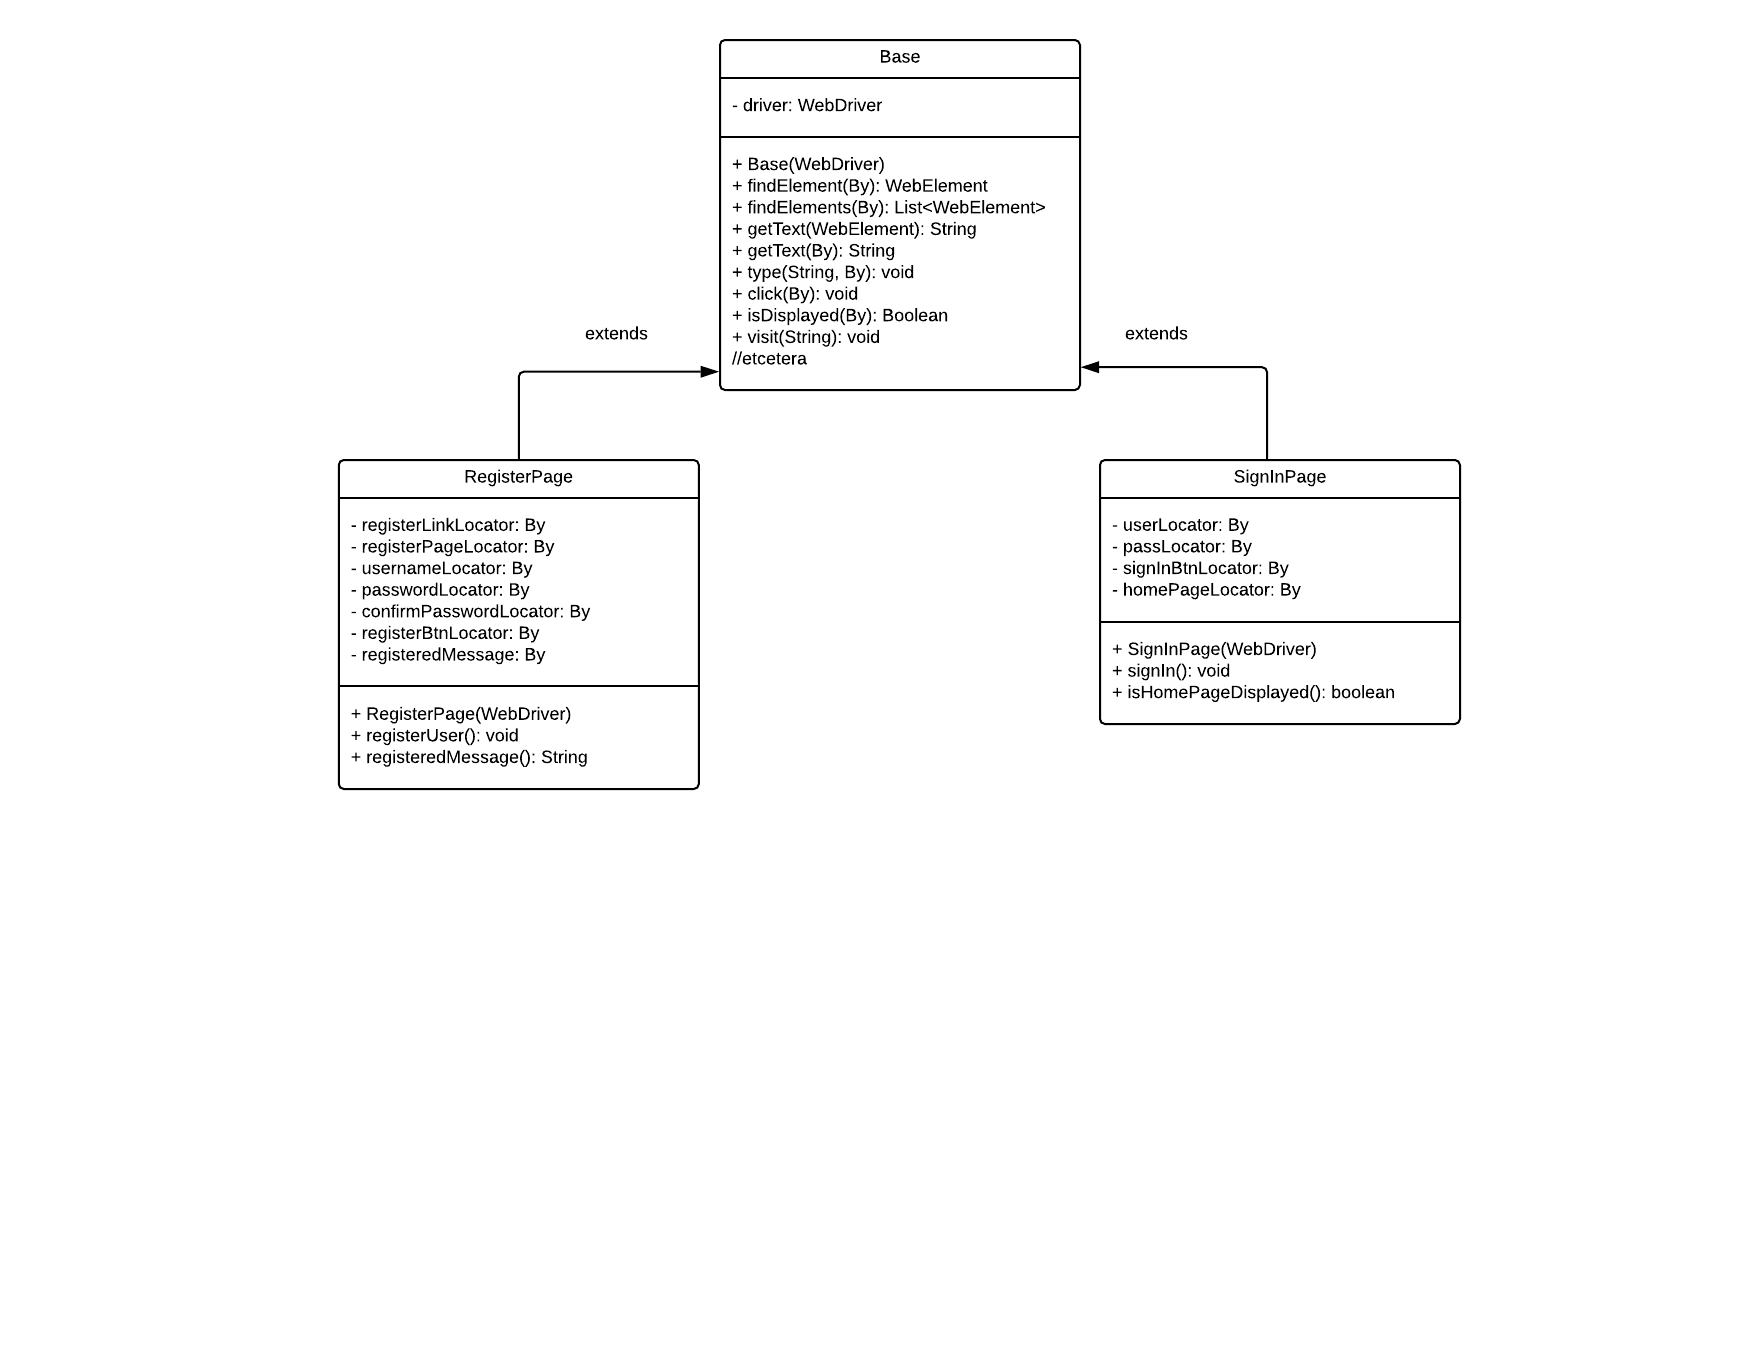 Base
- driver: WebDriver
+ Base(WebDriver)
+ findElement(By): WebElement
+ findElements(By): List<WebElement>
+ getText(WebElement): String
+ getText(By): String
+ type(String, By): void
+ click(By): void
+ isDisplayed(By): Boolean
+ visit(String): void
//etcetera
extends
extends
RegisterPage
- registerLinkLocator: By
- registerPageLocator: By
- usernameLocator: By
- passwordLocator: By
- confirmPasswordLocator: By
- registerBtnLocator: By
- registeredMessage: By
+ RegisterPage(WebDriver)
+ registerUser(): void
+ registeredMessage(): String
SignInPage
- userLocator: By
- passLocator: By
- signInBtnLocator: By
- homePageLocator: By
+ SignInPage(WebDriver)
+ signIn(): void
+ isHomePageDisplayed(): boolean